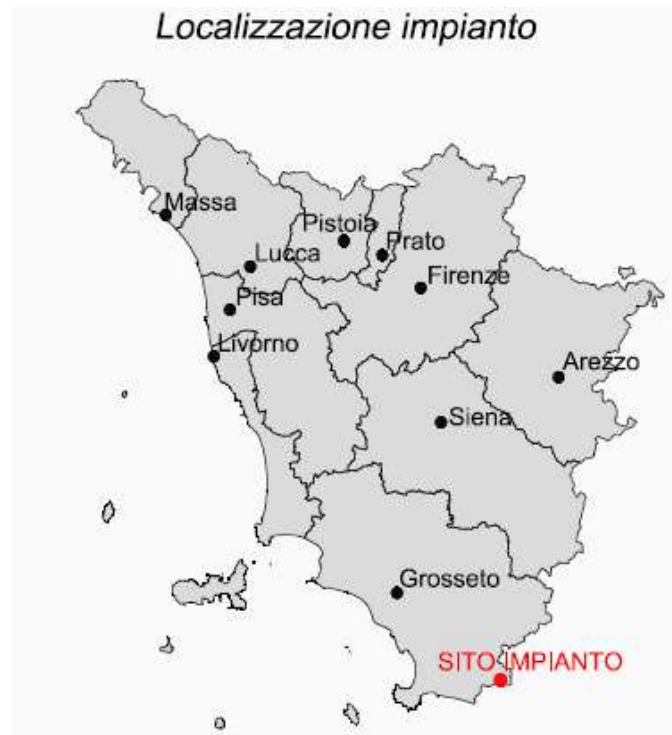 Localizzazione impianto
Massa
Pistoia
Prato
Lucca
Firenze
Pisa
Livorno
Arezzo
Siena
Grosseto
SITO IMPIANTO